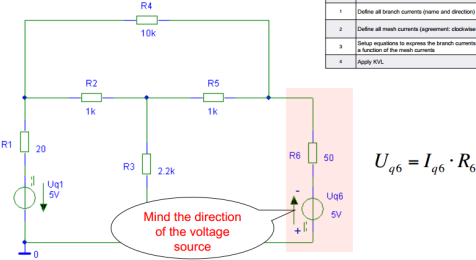 R4
10k
1 Define all branch currents (name and direction)
2 Define all mesh currents (agreement: clockwise
3 Setup equations to express the branch currents
a function of the mesh currents
4 Apply KVL
R2
R5
1k
1k
R1
20
R3
2.2k
R6
50
Uq6 = Iq6 · R6
Uq1
5V
-
Uq6
5V
+
Mind the direction
of the voltage
source
0